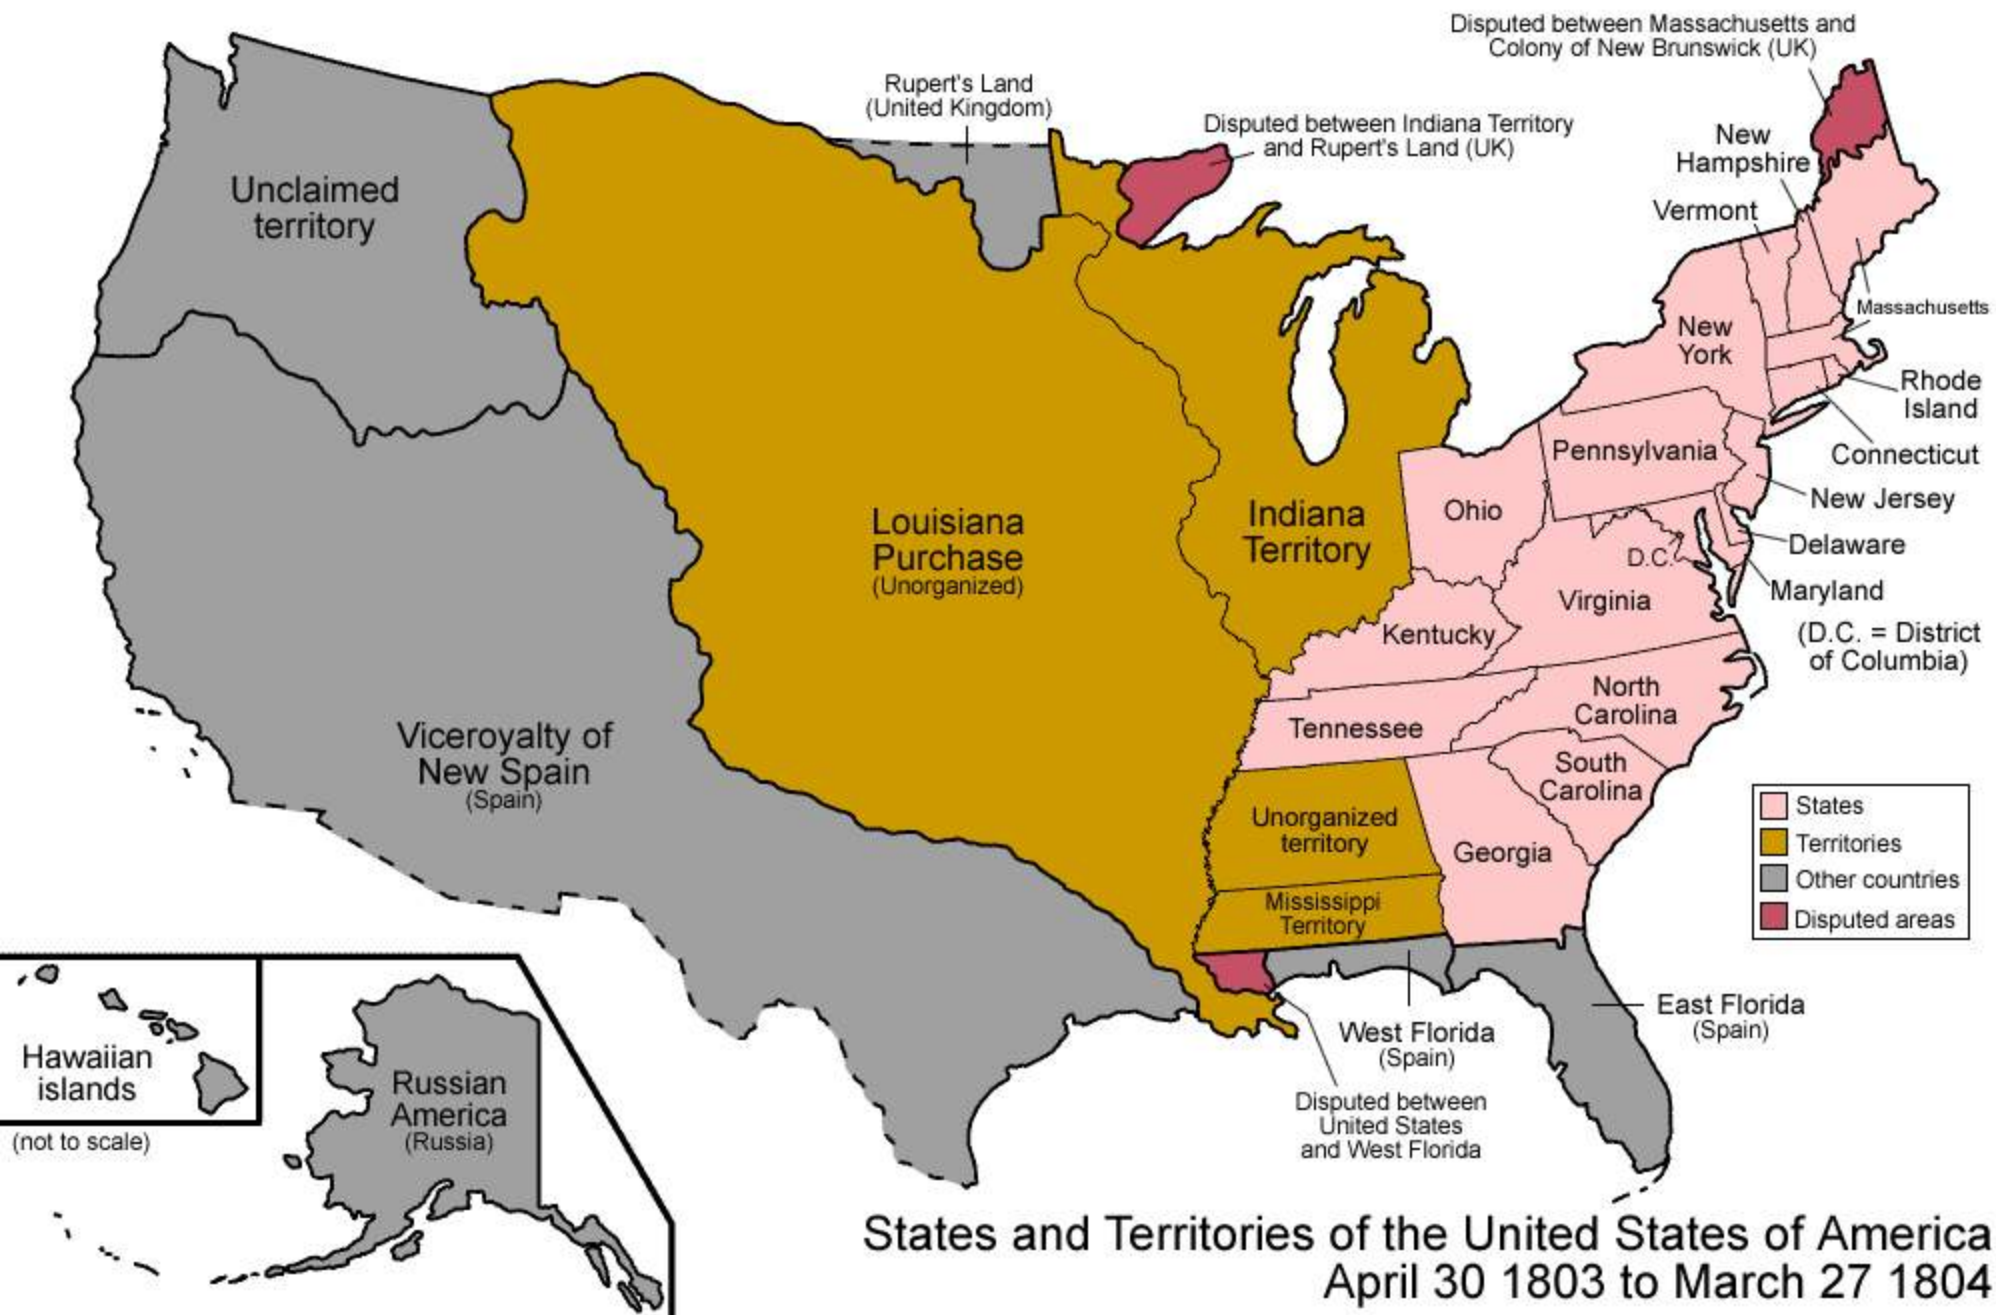 Disputed between Massachusetts and
Colony of New Brunswick (UK)
Rupert's Land
(United Kingdom)
Disputed between Indiana Territory
and Rupert's Land (UK)
New
Hampshire
Vermont
Unclaimed
territory
Massachusetts
New
York
Rhode
Island
Connecticut
Pennsylvania
New Jersey
Ohio
Delaware
D.C.
Maryland
(D.C. = District
of Columbia)
Louisiana
Purchase
(Unorganized)
Indiana
Territory
Virginia
Kentucky
North
Carolina
Tennessee
South
Carolina
Viceroyalty of
New Spain
(Spain)
Unorganized
territory
Georgia
Mississippi
Territory
States
Territories
Other countries
Disputed areas
West Florida
(Spain)
East Florida
(Spain)
Disputed between
United States
and West Florida
Hawaiian
islands
(not to scale)
Russian
America
(Russia)
States and Territories of the United States of America
April 30 1803 to March 27 1804